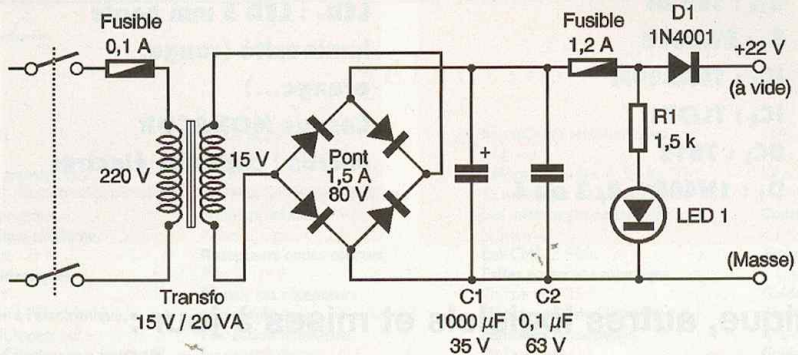 Fusible
0,1 A
220 V
15 V
Transfo
15 V / 20 VA
Pont
1,5 A
80 V
+
C1
1000 µF
35 V
C2
0,1 µF
63 V
Fusible
1,2 A
D1
1N4001
+22 V
(à vide)
R1
1,5 k
LED 1
(Masse)